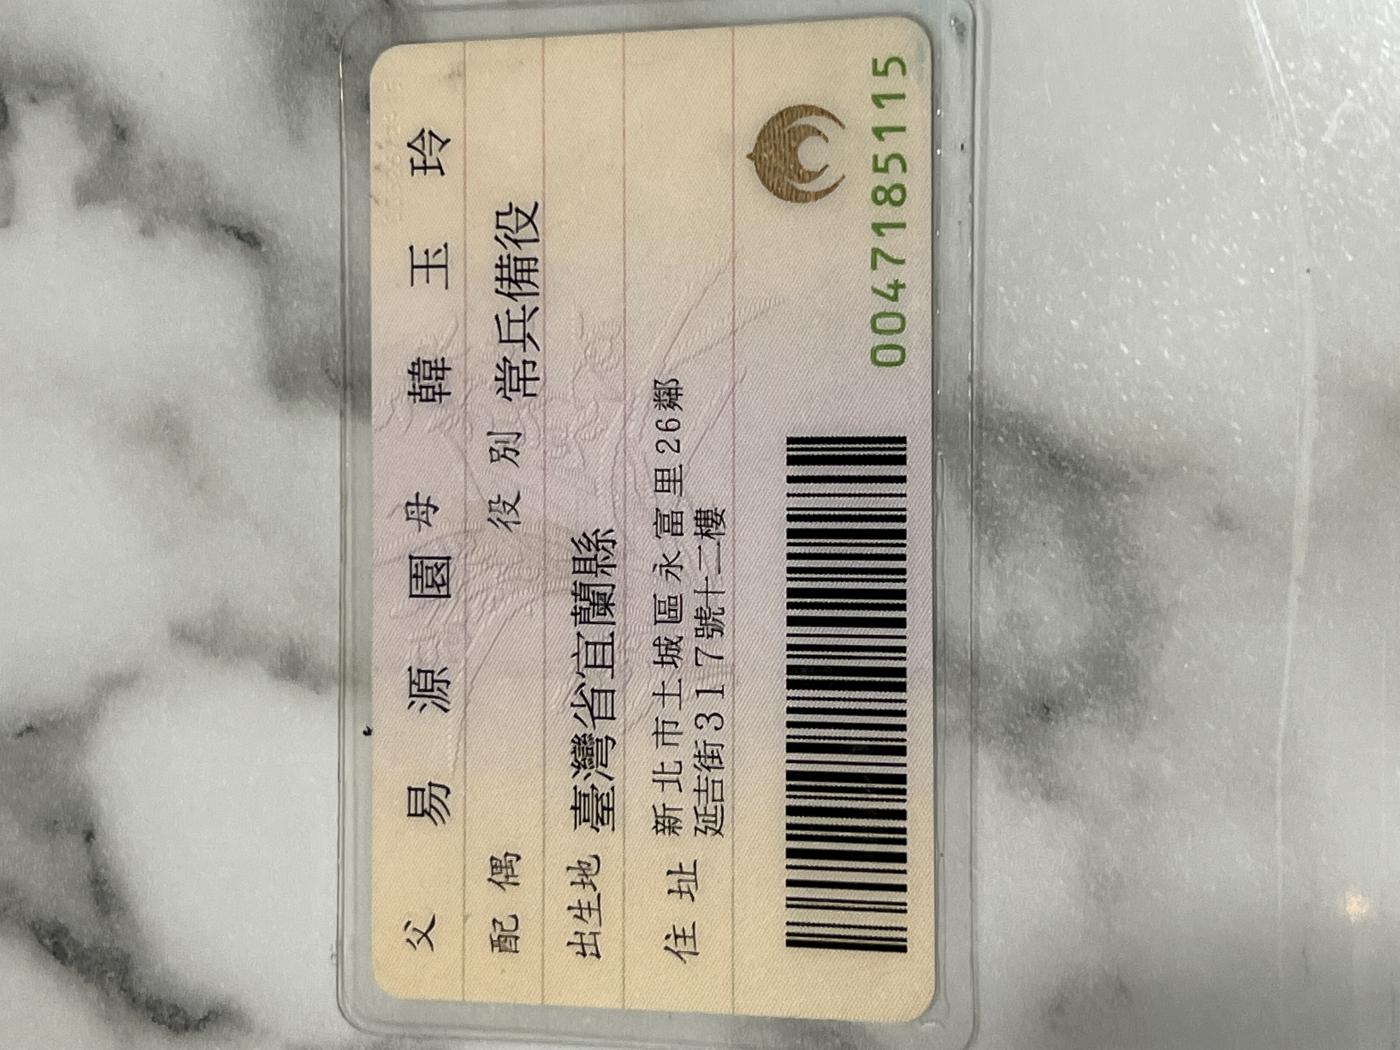 父 易源園 母 韓玉玲
配偶 役別 常兵備役
出生地 臺灣省宜蘭縣
住址 新北市土城區永富里26鄰
延吉街317號十二樓
0047185115